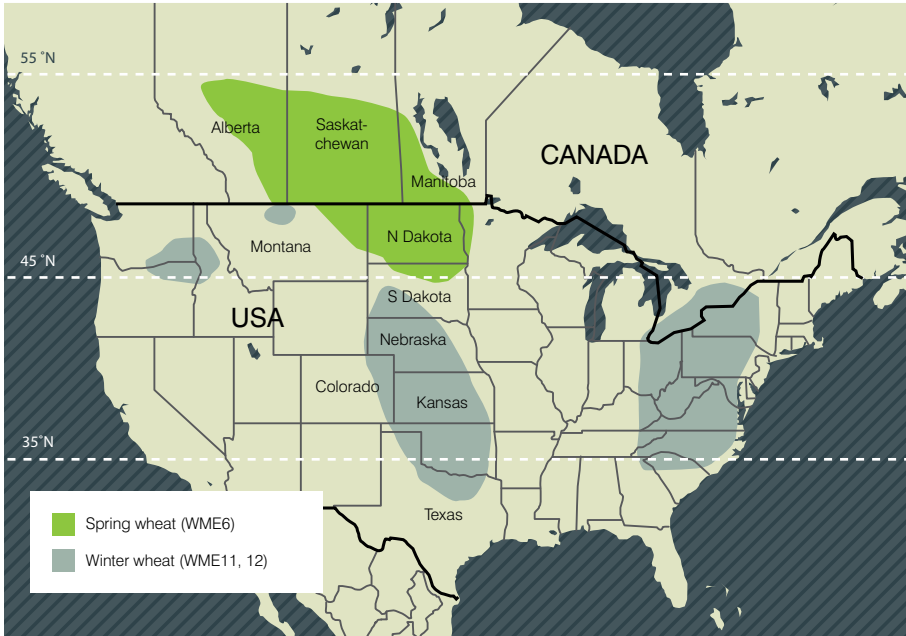 55°N
Alberta
Saskat-
chewan
CANADA
Manitoba
N Dakota
Montana
45°N
S Dakota
USA
Nebraska
Colorado
Kansas
35°N
Texas
Spring wheat (WME6)
Winter wheat (WME11, 12)